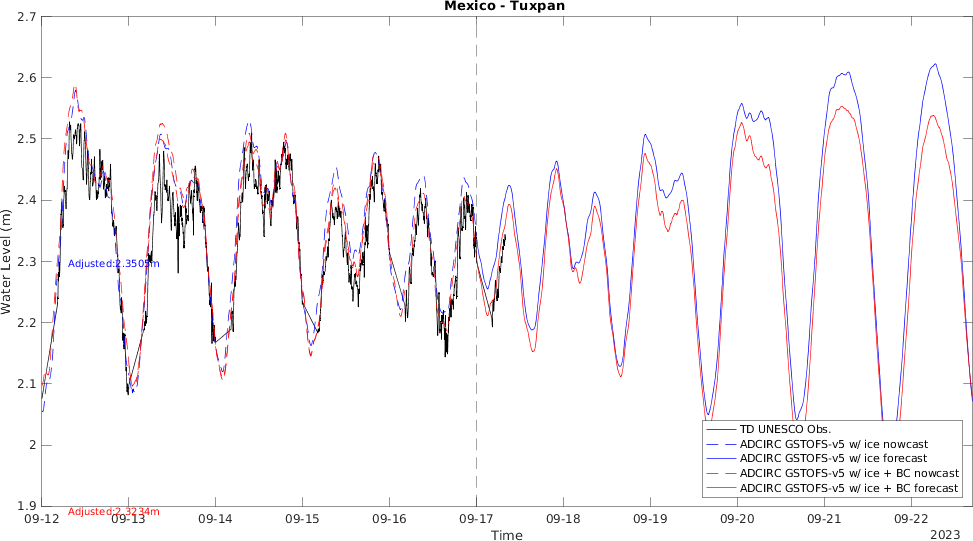 Mexico - Tuxpan
2.7
2.6
2.5
2.4
2.3
2.2
2.1
2
1.9
Water Level (m)
Adjusted:2.3505m
Adjusted:2.3234m
TD UNESCO Obs.
ADCIRC GSTOFS-v5 w/ ice nowcast
ADCIRC GSTOFS-v5 w/ ice forecast
ADCIRC GSTOFS-v5 w/ ice + BC nowcast
ADCIRC GSTOFS-v5 w/ ice + BC forecast
09-12 09-13 09-14 09-15 09-16 09-17 09-18 09-19 09-20 09-21 09-22
Time
2023